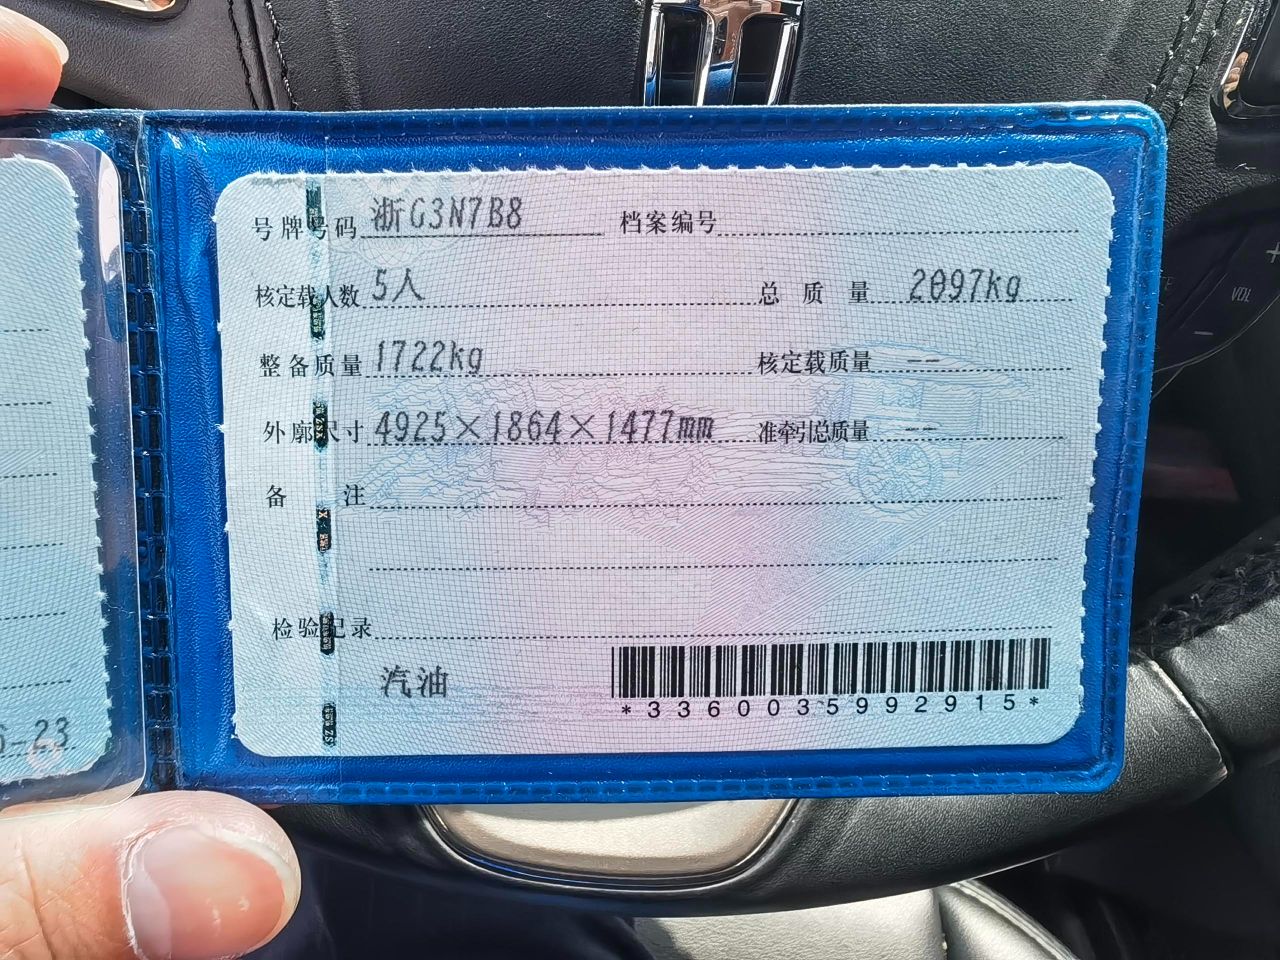 号牌号码 浙G3N7B8 档案编号
核定载人数 5人 总质量 2097kg
整备质量 1722kg 核定载质量 --
外廓尺寸 4925×1864×1477mm 准牵引总质量 --
备注
检验记录
汽油
*3360035992915*
-23
VOL